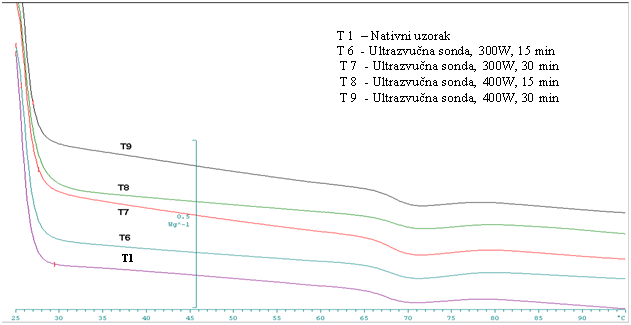 T 1 – Nativni uzorak
T 6 - Ultrazvučna sonda, 300W, 15 min
T 7 - Ultrazvučna sonda, 300W, 30 min
T 8 - Ultrazvučna sonda, 400W, 15 min
T 9 - Ultrazvučna sonda, 400W, 30 min
T9
T8
T7
0.5
Wg^-1
T6
T1
25 30 35 40 45 50 55 60 65 70 75 80 85 90 °C